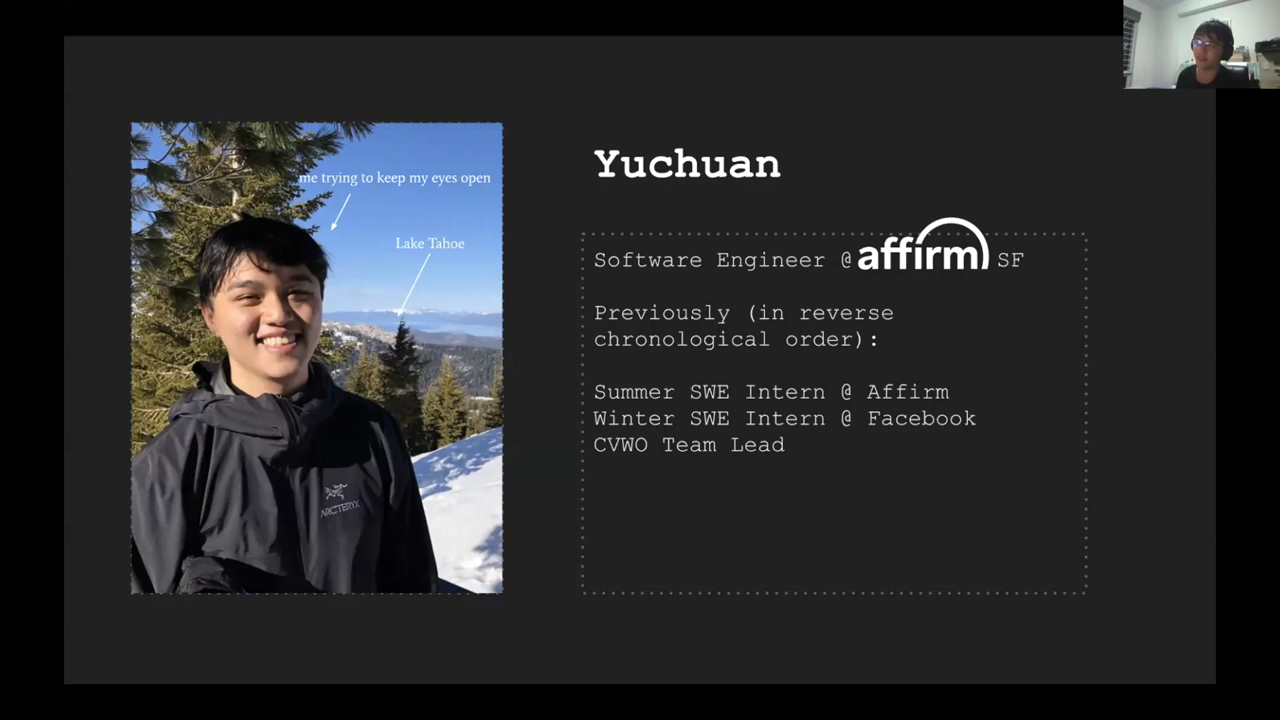 me trying to keep my eyes open
Lake Tahoe
ARC'TERYX
Yuchuan
Software Engineer @ affirm SF
Previously (in reverse
chronological order):
Summer SWE Intern @ Affirm
Winter SWE Intern @ Facebook
CVWO Team Lead